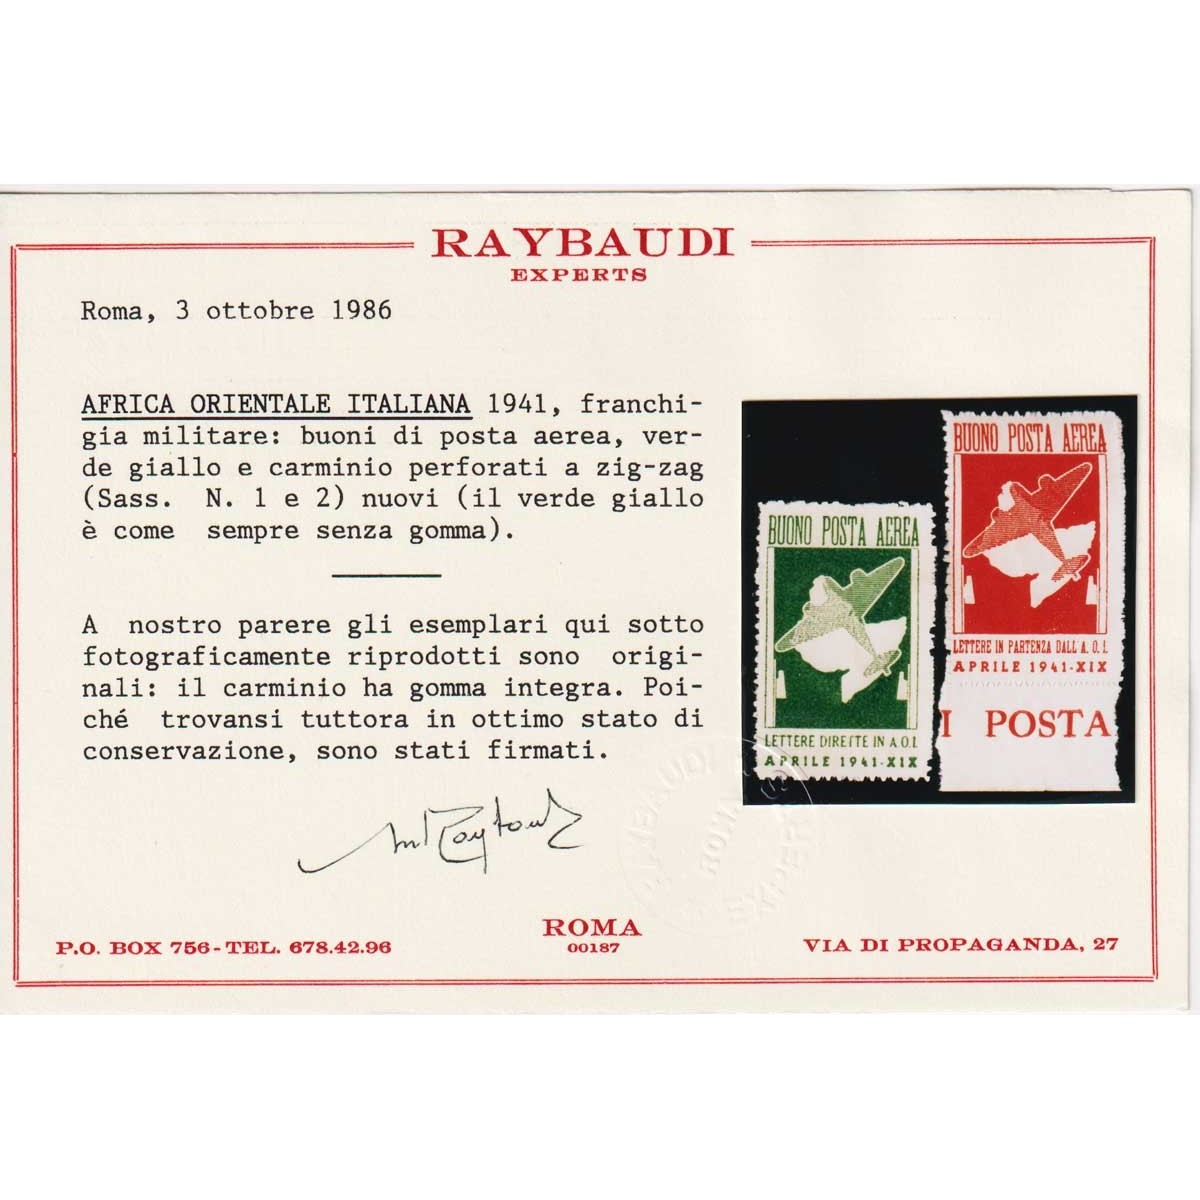 RAYBAUDI
EXPERTS
Roma, 3 ottobre 1986
AFRICA ORIENTALE ITALIANA 1941, franchi-
gia militare: buoni di posta aerea, ver-
de giallo e carminio perforati a zig-zag
(Sass. N. 1 e 2) nuovi (il verde giallo
è come sempre senza gomma).
A nostro parere gli esemplari qui sotto
fotograficamente riprodotti sono origi-
nali: il carminio ha gomma integra. Poi-
ché trovansi tuttora in ottimo stato di
conservazione, sono stati firmati.
BUONO POSTA AEREA
LETTERE DIRETTE IN A.O.I.
APRILE 1941-XIX
BUONO POSTA AEREA
LETTERE IN PARTENZA DALL'A.O.I.
APRILE 1941-XIX
I POSTA
ROMA
EXPERTS
ROMA
00187
P.O. BOX 756-TEL. 678.42.96
VIA DI PROPAGANDA, 27